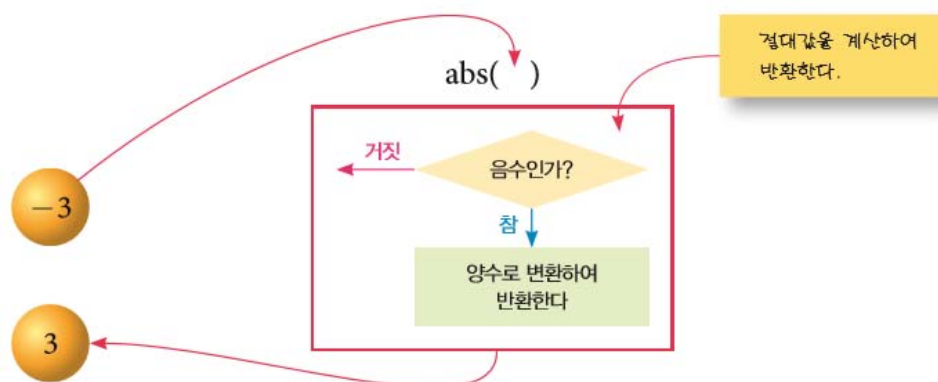 절대값을 계산하여
반환한다.
abs( )
거짓
음수인가?
-3
참
양수로 변환하여
반환한다
3